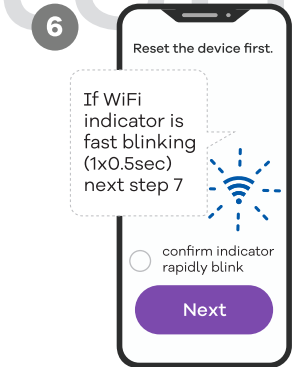 6
Reset the device first.
If WiFi
indicator is
fast blinking
(1x0.5sec)
next step 7
confirm indicator
rapidly blink
Next